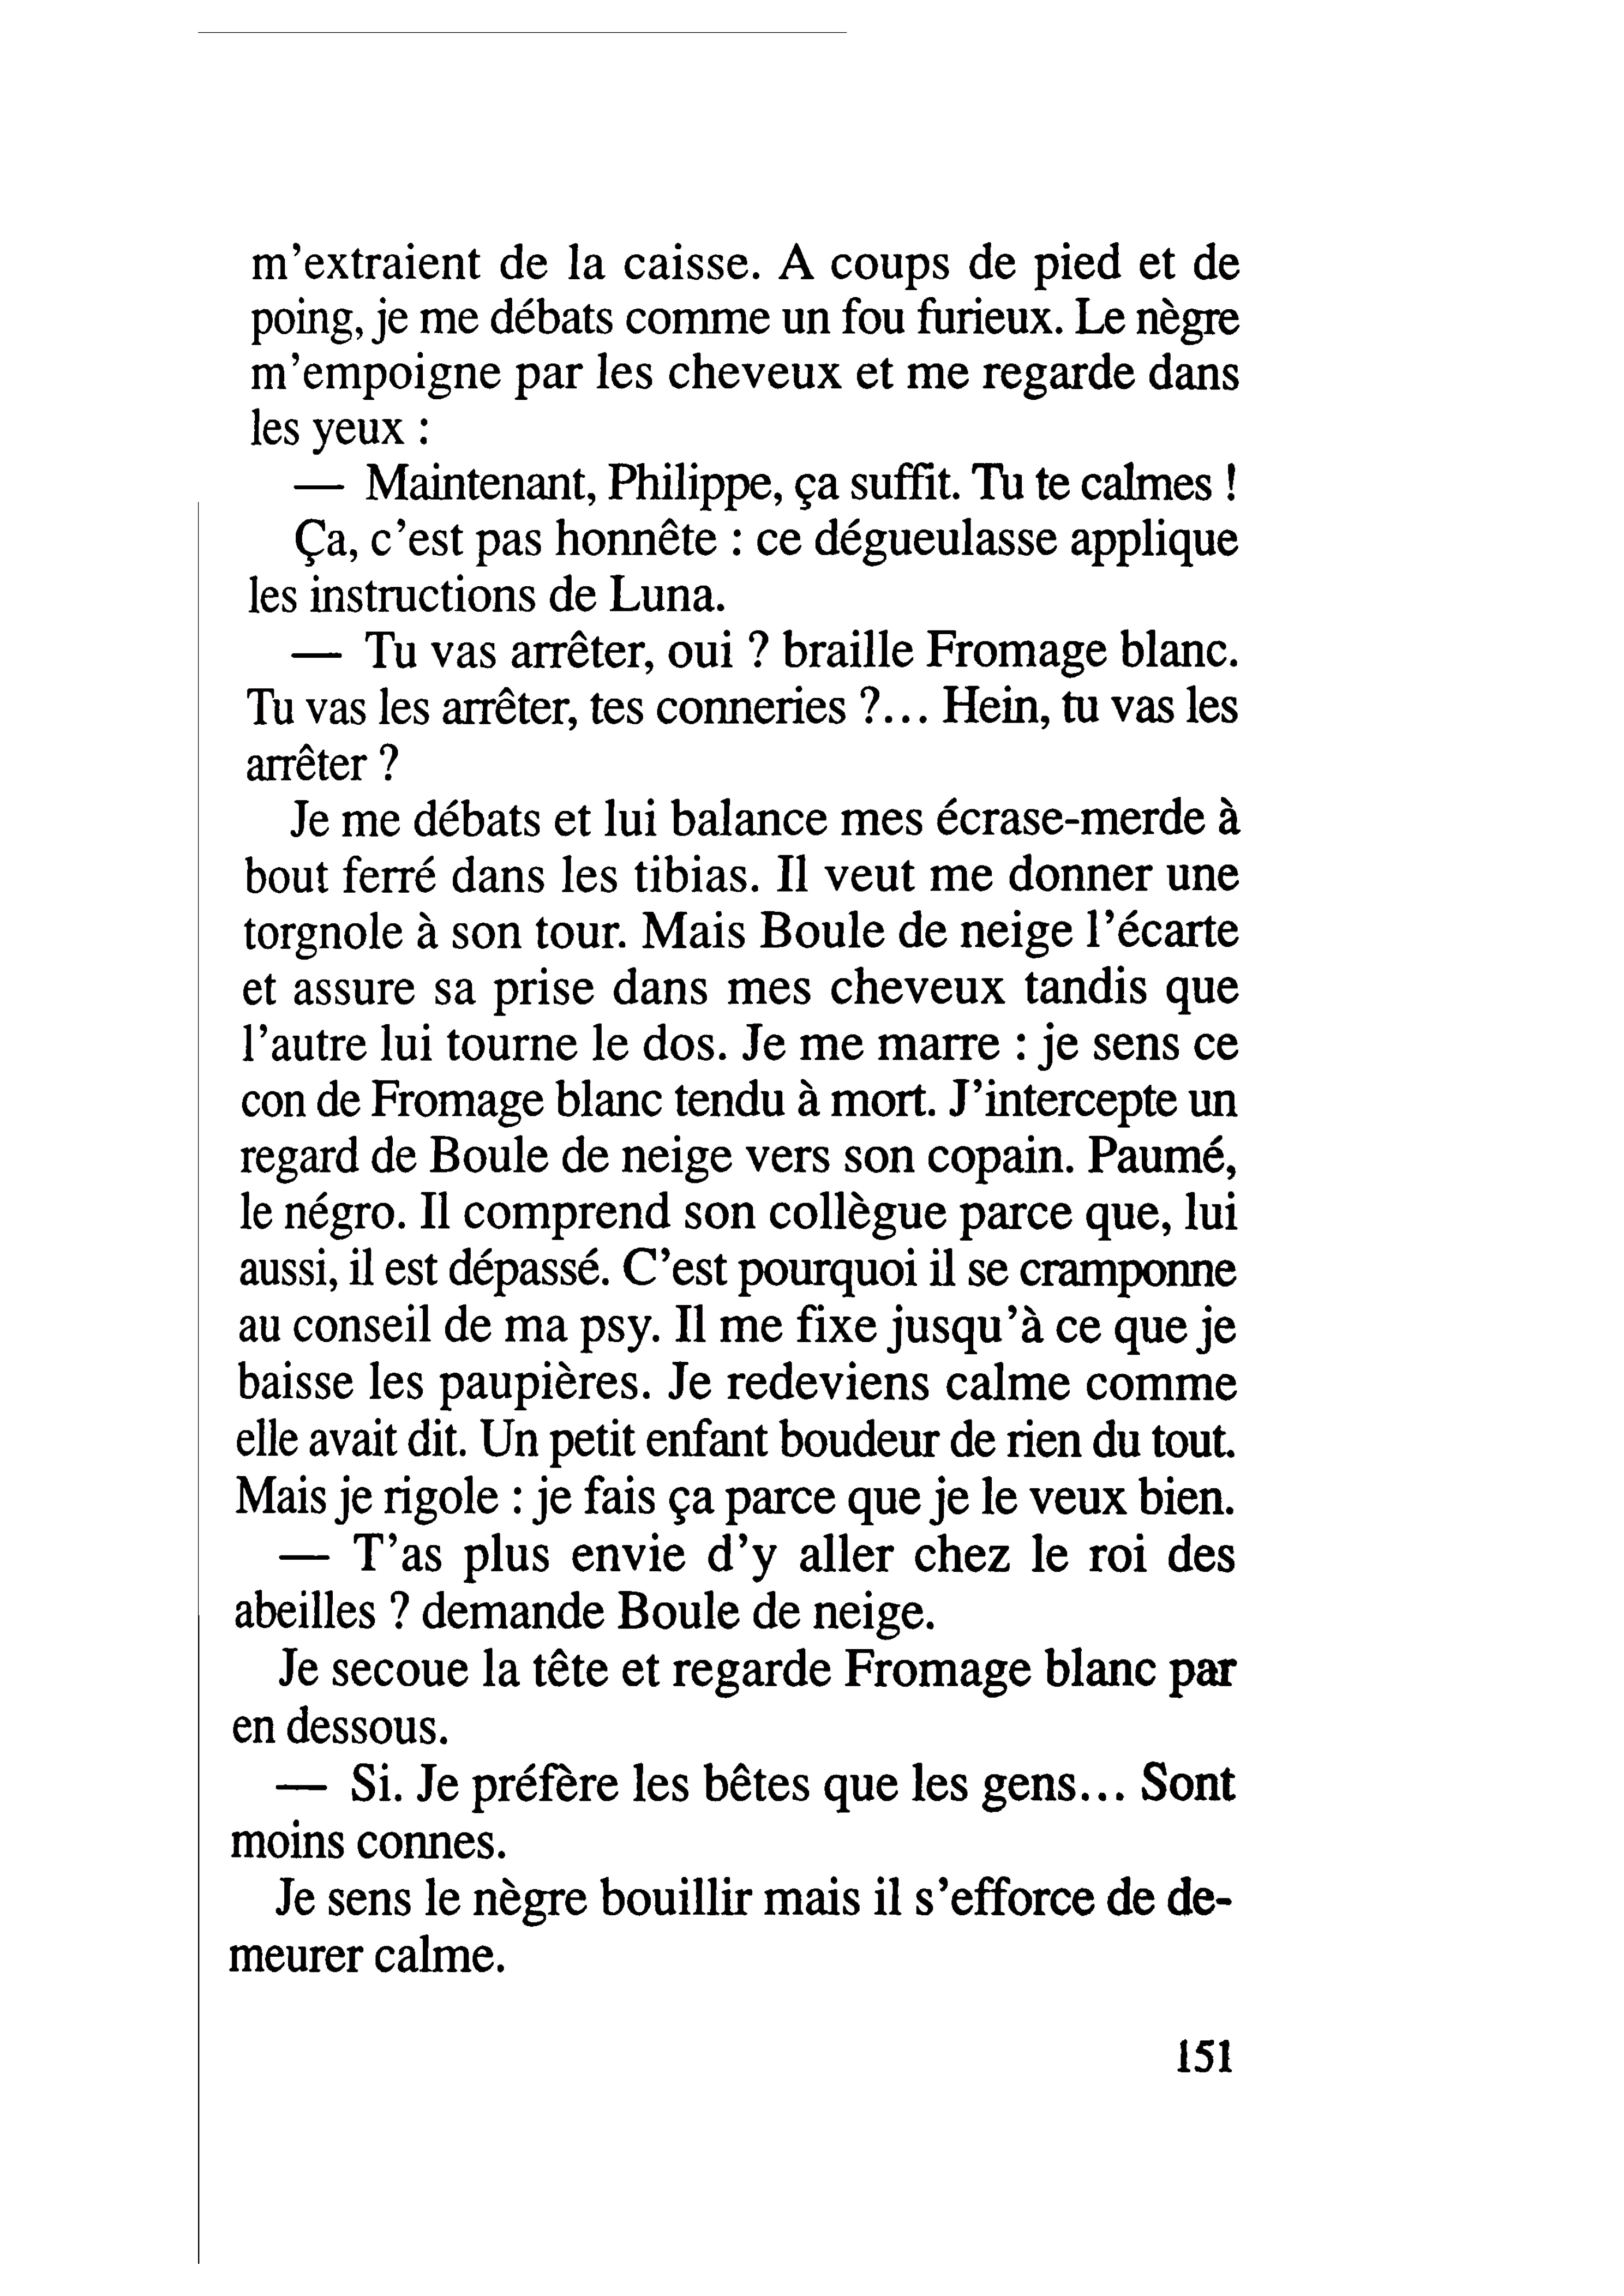 m'extraient de la caisse. A coups de pied et de
poing, je me débats comme un fou furieux. Le nègre
m'empoigne par les cheveux et me regarde dans
les yeux :
— Maintenant, Philippe, ça suffit. Tu te calmes !
Ça, c'est pas honnête : ce dégueulasse applique
les instructions de Luna.
— Tu vas arrêter, oui ? braille Fromage blanc.
Tu vas les arrêter, tes conneries ?... Hein, tu vas les
arrêter ?
Je me débats et lui balance mes écrase-merde à
bout ferré dans les tibias. Il veut me donner une
torgnole à son tour. Mais Boule de neige l'écarte
et assure sa prise dans mes cheveux tandis que
l'autre lui tourne le dos. Je me marre : je sens ce
con de Fromage blanc tendu à mort. J'intercepte un
regard de Boule de neige vers son copain. Paumé,
le négro. Il comprend son collègue parce que, lui
aussi, il est dépassé. C'est pourquoi il se cramponne
au conseil de ma psy. Il me fixe jusqu'à ce que je
baisse les paupières. Je redeviens calme comme
elle avait dit. Un petit enfant boudeur de rien du tout.
Mais je rigole : je fais ça parce que je le veux bien.
— T'as plus envie d'y aller chez le roi des
abeilles ? demande Boule de neige.
Je secoue la tête et regarde Fromage blanc par
en dessous.
— Si. Je préfère les bêtes que les gens... Sont
moins connes.
Je sens le nègre bouillir mais il s'efforce de de-
meurer calme.
151